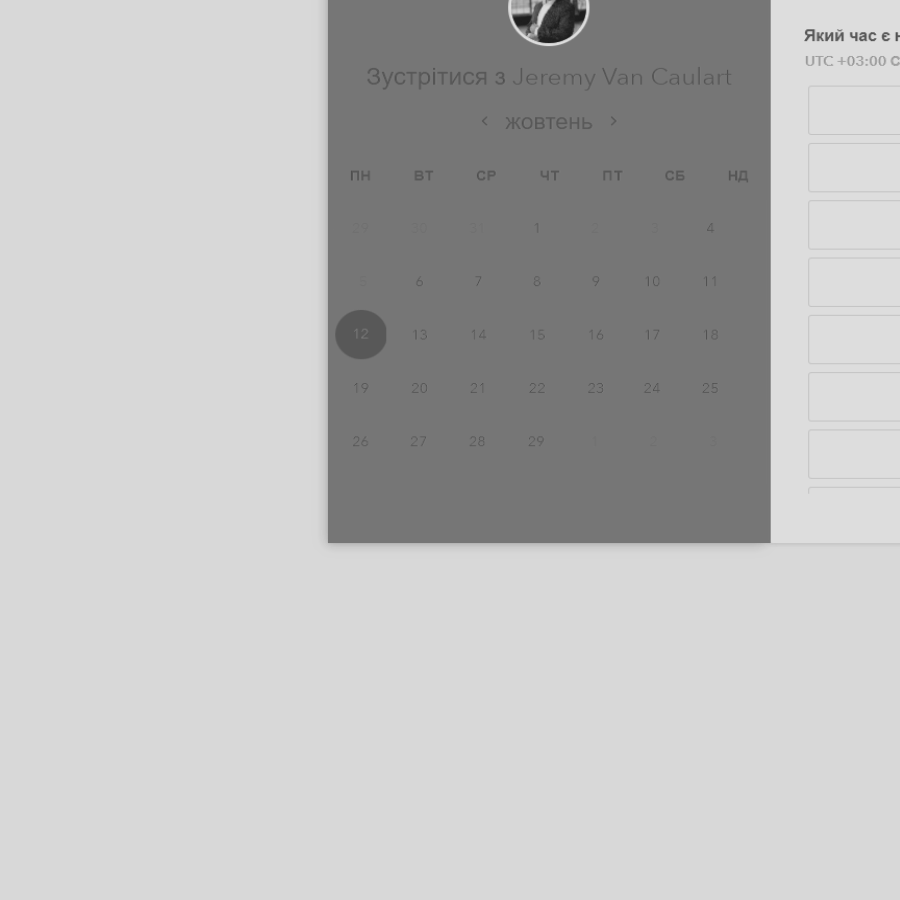 Зустрітися з Jeremy Van Caulart
‹ жовтень ›
ПН ВТ СР ЧТ ПТ СБ НД
29 30 31 1 2 3 4
5 6 7 8 9 10 11
12 13 14 15 16 17 18
19 20 21 22 23 24 25
26 27 28 29 1 2 3
Який час є
UTC +03:00